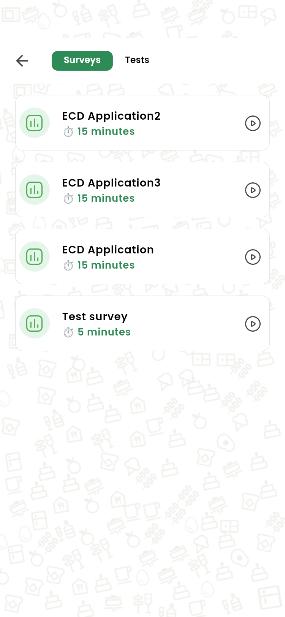 Surveys Tests
ECD Application2
15 minutes
ECD Application3
15 minutes
ECD Application
15 minutes
Test survey
5 minutes